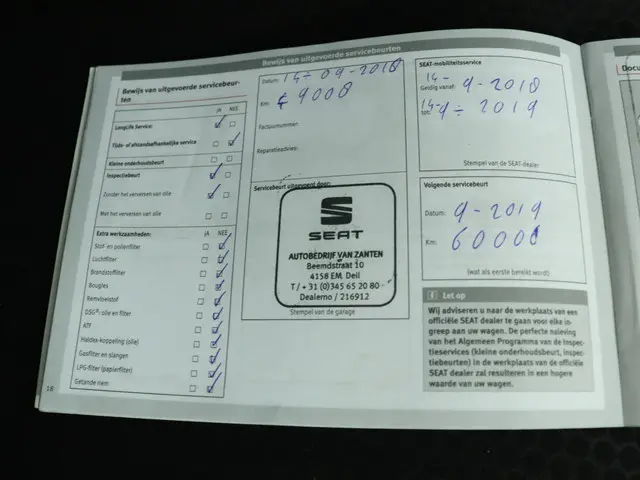 Bewijs van uitgevoerde servicebeurten
Bewijs van uitgevoerde servicebeur-
ten
JA NEE
LongLife Service:
Tijds- of afstandsafhankelijke service
Kleine onderhoudsbeurt
Inspectiebeurt
Zonder het verversen van olie
Met het verversen van olie
Extra werkzaamheden: JA NEE
Stof- en pollenfilter
Luchtfilter
Brandstoffilter
Bougies
Remvloeistof
DSG®: olie en filter
ATF
Haldex-koppeling (olie)
Gasfilter en slangen
LPG-filter (papierfilter)
Getande riem
18
Datum: 14-09-2018
Km: 49008
Factuurnummer:
Reparatieadvies:
Servicebeurt uitgevoerd door:
SEAT
AUTOBEDRIJF VAN ZANTEN
Beemdstraat 10
4158 EM. Deil
T / + 31 (0)345 65 20 80
Dealerno / 216912
Stempel van de garage
SEAT-mobiliteitsservice
14-
Geldig vanaf: 9-2018
14-9- 2019
tot:
Stempel van de SEAT-dealer
Volgende servicebeurt
Datum: 9-2019
Km: 60000
(wat als eerste bereikt word)
Let op
Wij adviseren u naar de werkplaats van een
officiële SEAT dealer te gaan voor elke in-
greep aan uw wagen. De perfecte naleving
van het Algemeen Programma van de Inspec-
tieservices (kleine onderhoudsbeurt, inspec-
tiebeurten) in de werkplaats van de officiële
SEAT dealer zal resulteren in een hogere
waarde van uw wagen.
Docu